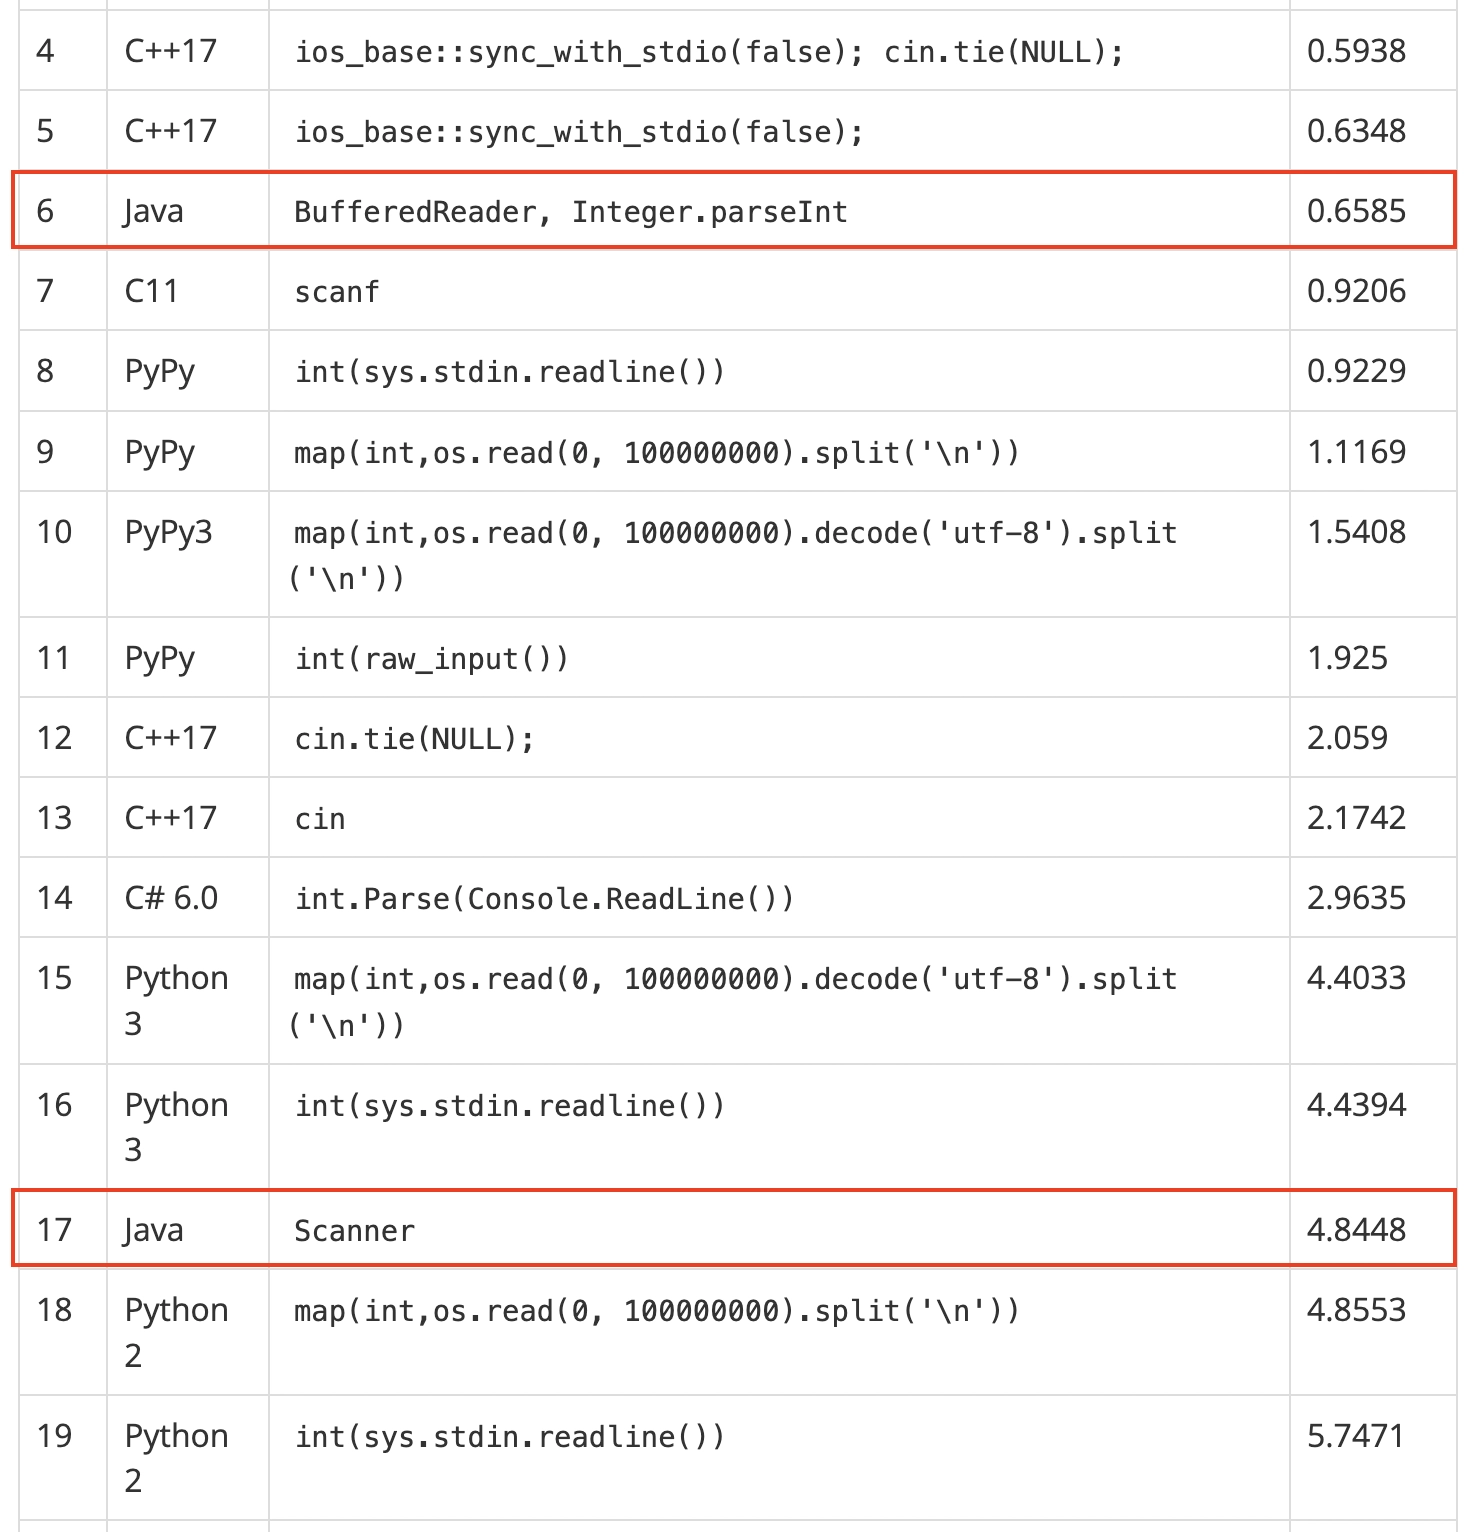 4 C++17 ios_base::sync_with_stdio(false); cin.tie(NULL); 0.5938
5 C++17 ios_base::sync_with_stdio(false); 0.6348
6 Java BufferedReader, Integer.parseInt 0.6585
7 C11 scanf 0.9206
8 PyPy int(sys.stdin.readline()) 0.9229
9 PyPy map(int,os.read(0, 100000000).split('\n')) 1.1169
10 PyPy3 map(int,os.read(0, 100000000).decode('utf-8').split 1.5408
('\n'))
11 PyPy int(raw_input()) 1.925
12 C++17 cin.tie(NULL); 2.059
13 C++17 cin 2.1742
14 C# 6.0 int.Parse(Console.ReadLine()) 2.9635
15 Python map(int,os.read(0, 100000000).decode('utf-8').split 4.4033
3 ('\n'))
16 Python int(sys.stdin.readline()) 4.4394
3
17 Java Scanner 4.8448
18 Python map(int,os.read(0, 100000000).split('\n')) 4.8553
2
19 Python int(sys.stdin.readline()) 5.7471
2